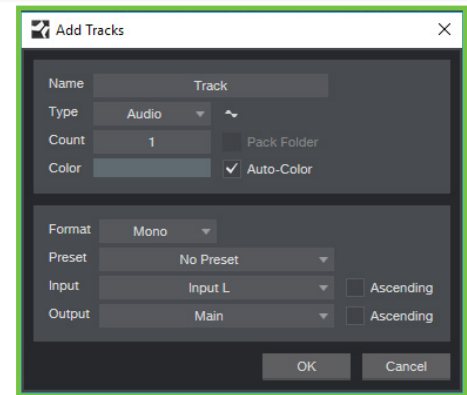 Add Tracks
Name Track
Type Audio
Count 1 Pack Folder
Color Auto-Color
Format Mono
Preset No Preset
Input Input L Ascending
Output Main Ascending
OK Cancel